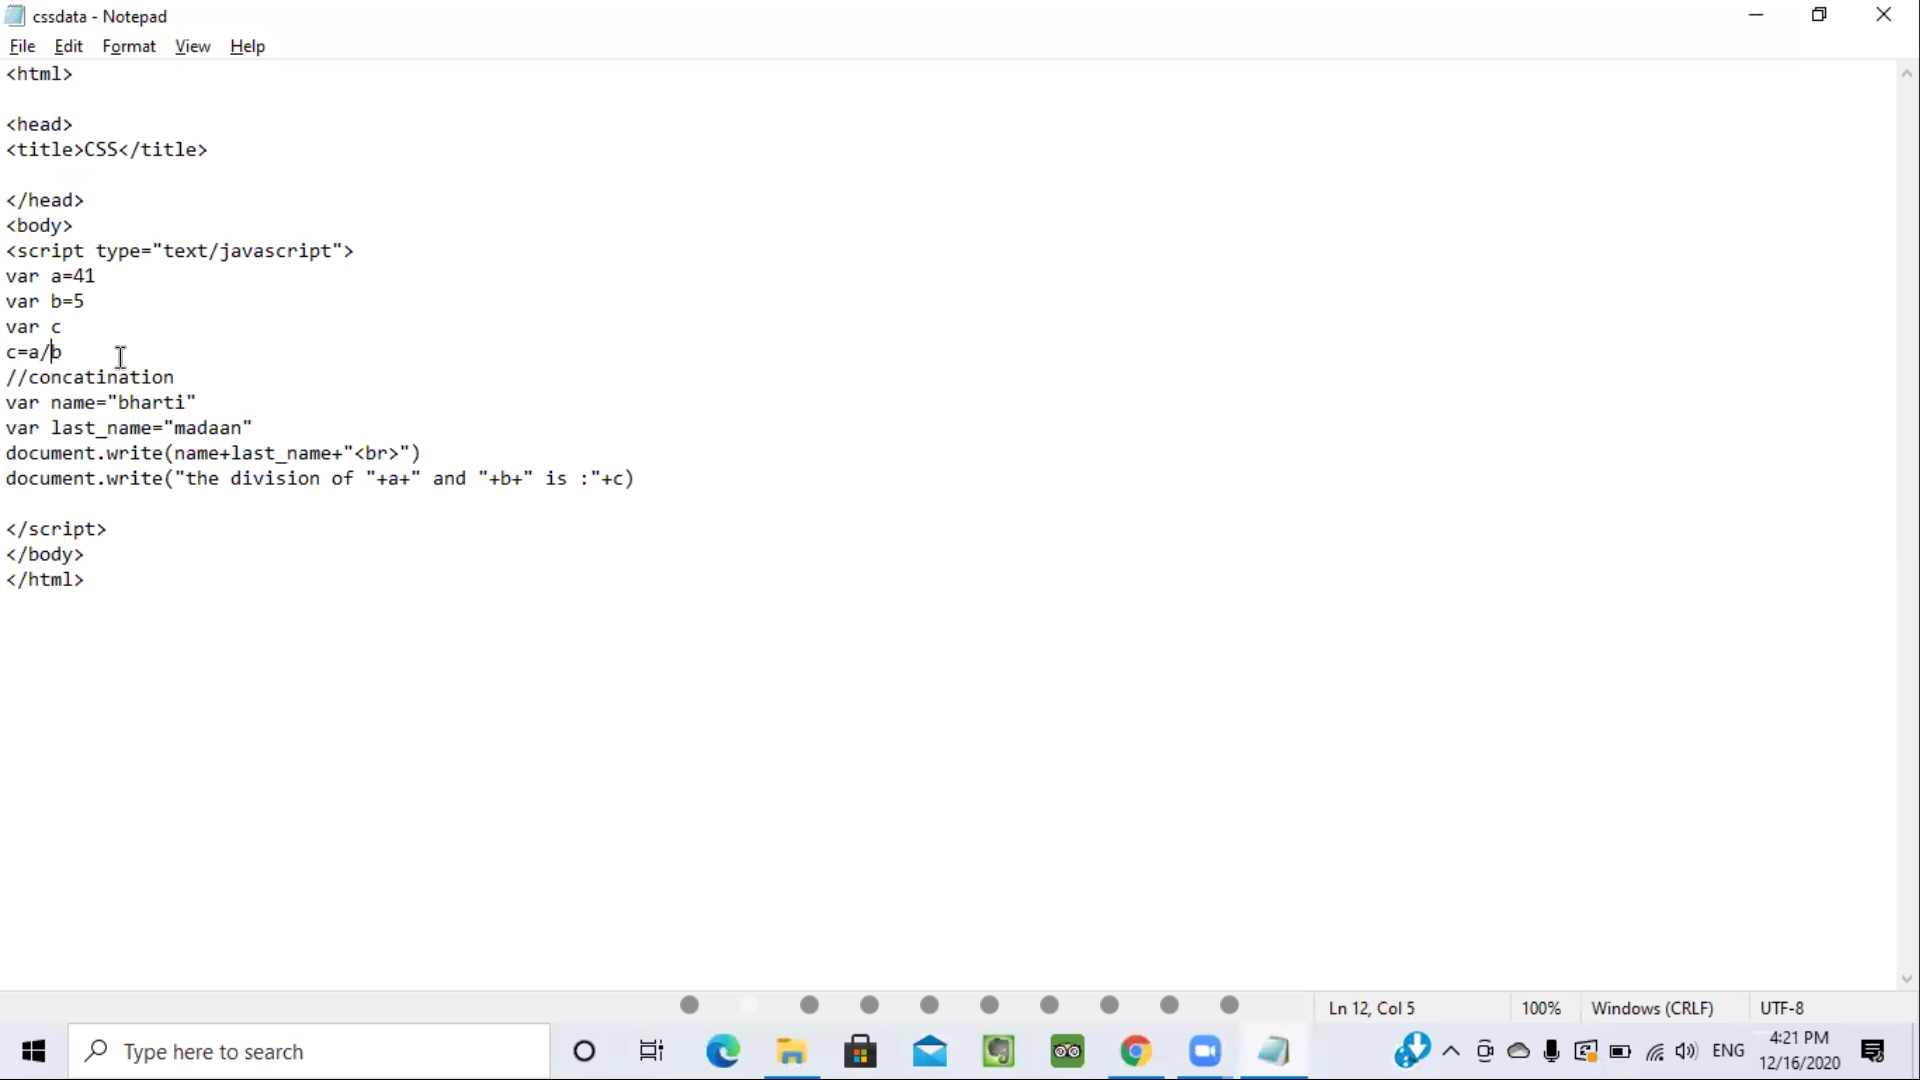 cssdata - Notepad
File Edit Format View Help
<html>
<head>
<title>CSS</title>
</head>
<body>
<script type="text/javascript">
var a=41
var b=5
var c
c=a/b
//concatination
var name="bharti"
var last_name="madaan"
document.write(name+last_name+"<br>")
document.write("the division of "+a+" and "+b+" is :"+c)
</script>
</body>
</html>
Ln 12, Col 5 100% Windows (CRLF) UTF-8
Type here to search
ENG
4:21 PM
12/16/2020